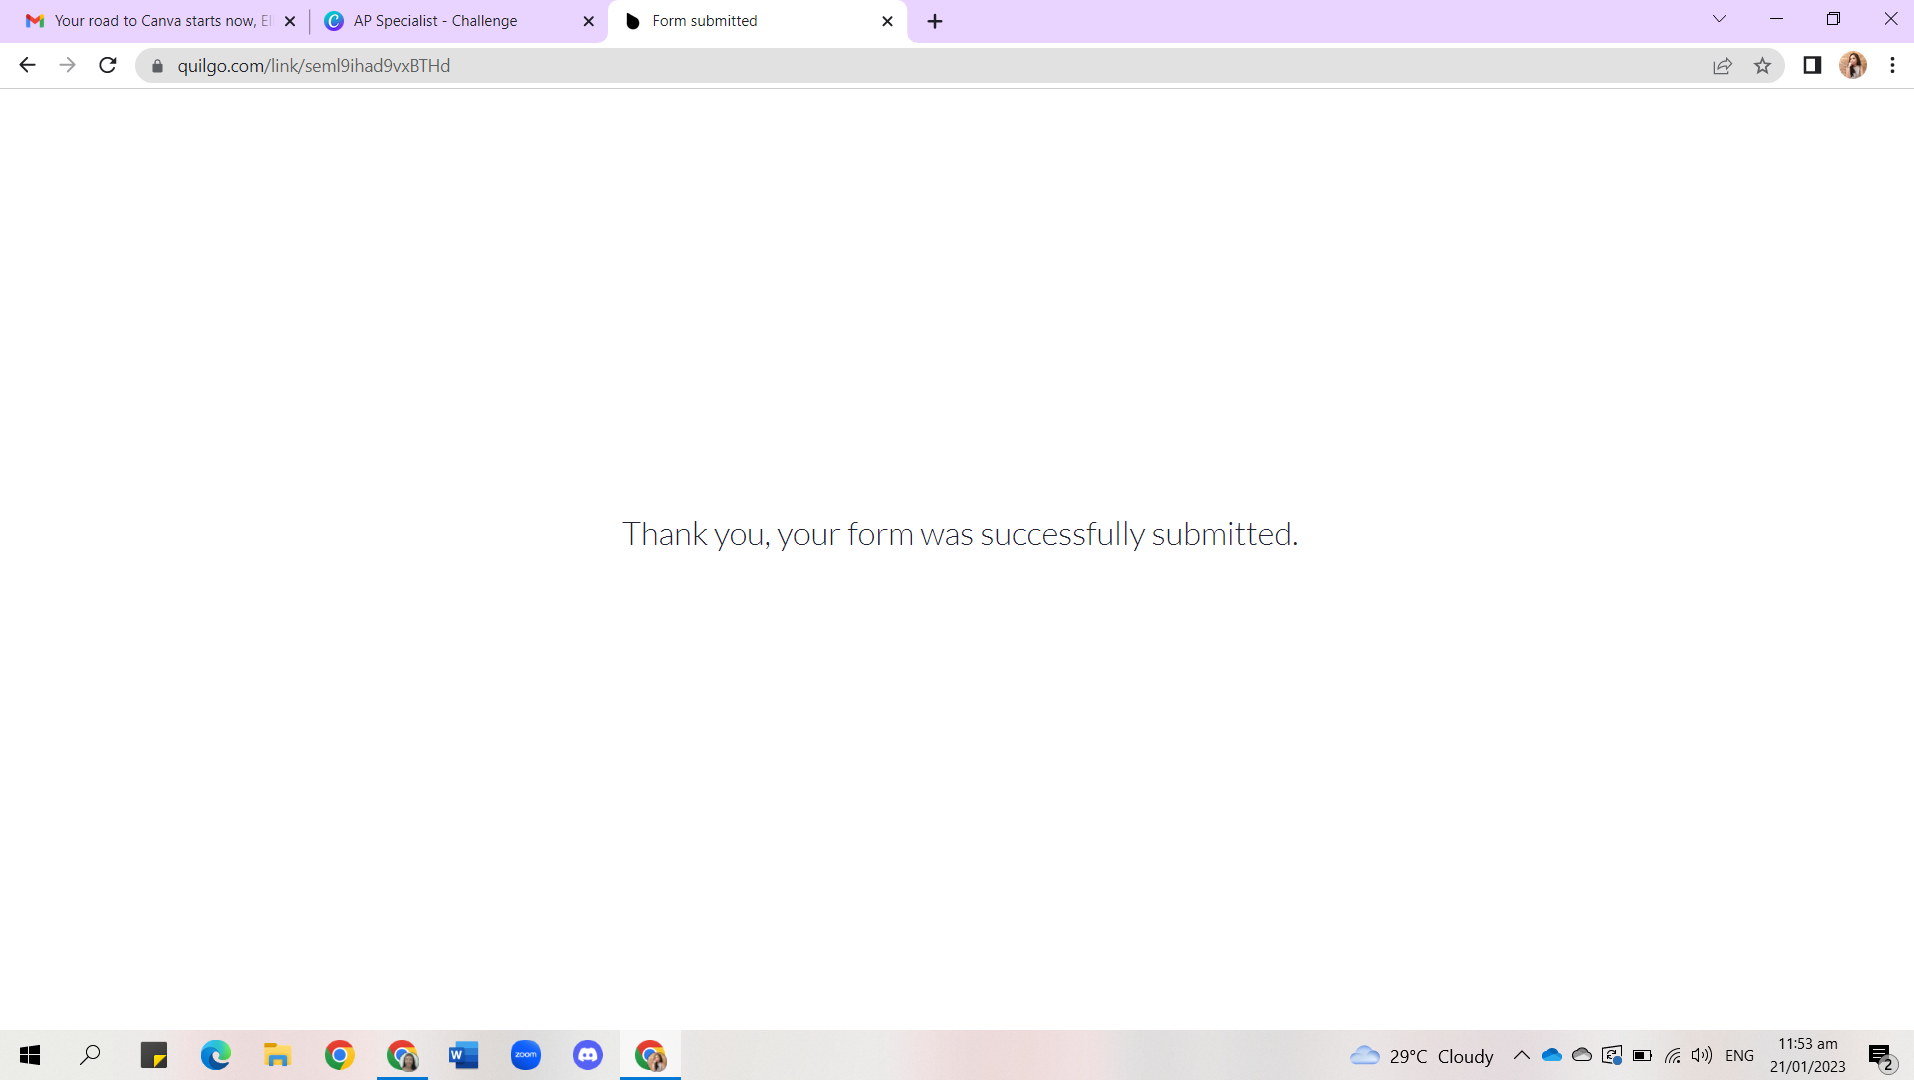 Your road to Canva starts now, El
AP Specialist - Challenge
Form submitted
quilgo.com/link/seml9ihad9vxBTHd
Thank you, your form was successfully submitted.
zoom
29°C Cloudy
ENG
11:53 am
21/01/2023
2